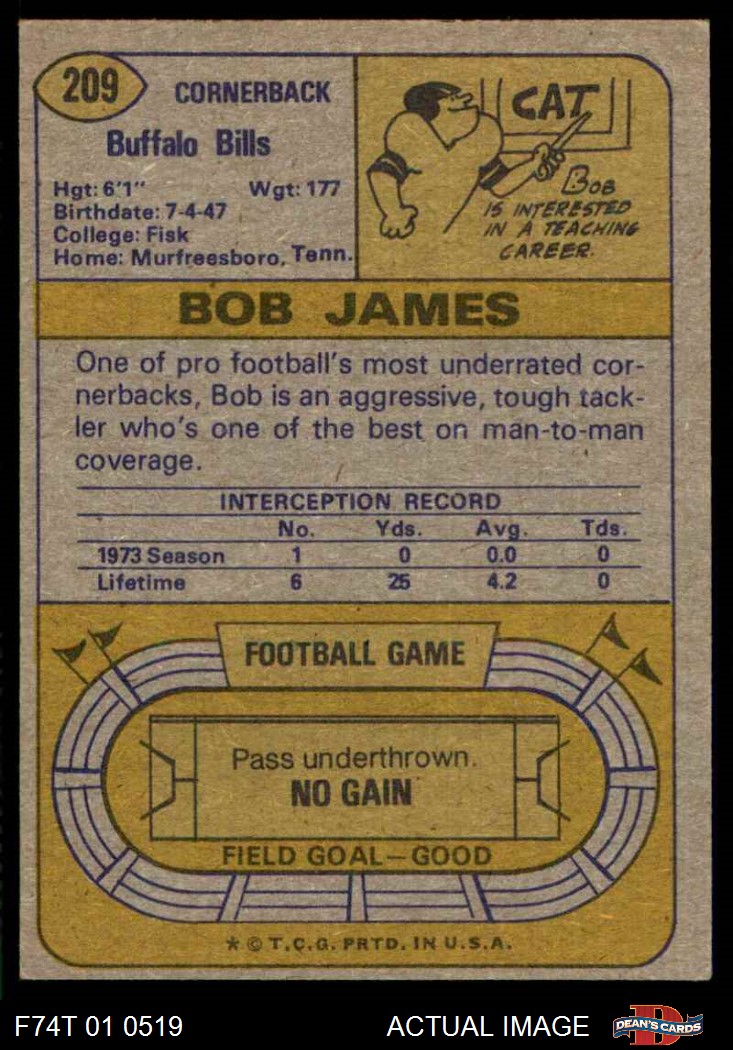 209
CORNERBACK
Buffalo Bills
Hgt: 6'1" Wgt: 177
Birthdate: 7-4-47
College: Fisk
Home: Murfreesboro, Tenn.
CAT
BOB
IS INTERESTED
IN A TEACHING
CAREER.
BOB JAMES
One of pro football's most underrated cor-
nerbacks, Bob is an aggressive, tough tack-
ler who's one of the best on man-to-man
coverage.
INTERCEPTION RECORD
No. Yds. Avg. Tds.
1973 Season 1 0 0.0 0
Lifetime 6 25 4.2 0
FOOTBALL GAME
Pass underthrown.
NO GAIN
FIELD GOAL—GOOD
* © T.C.G. PRTD. IN U.S.A.
F74T 01 0519 ACTUAL IMAGE
D
DEAN'S CARDS